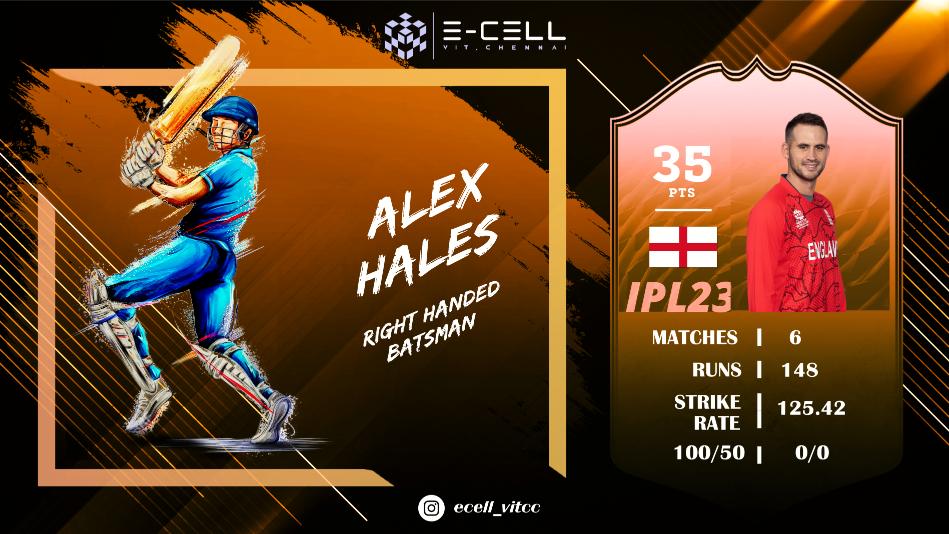 E-CELL
VIT, CHENNAI
ALEX
HALES
RIGHT HANDED
BATSMAN
35
PTS
ENGLAN
IPL23
MATCHES | 6
RUNS | 148
STRIKE
RATE | 125.42
100/50 | 0/0
ecell_vitcc